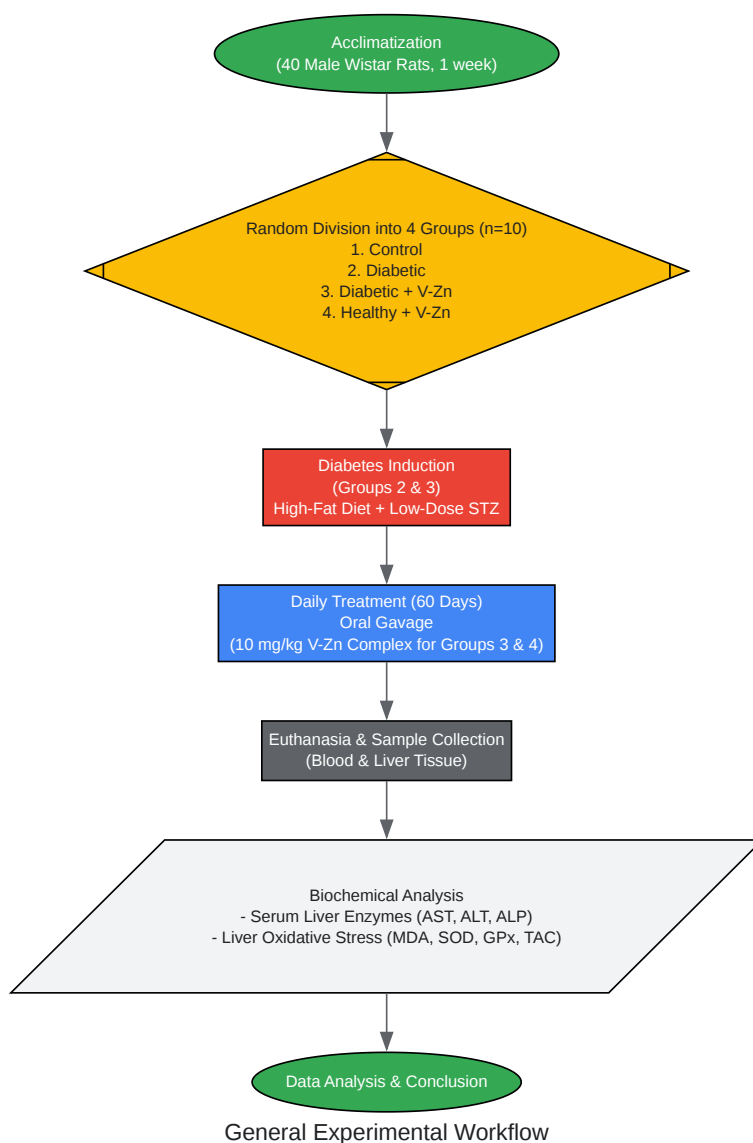 Acclimatization
(40 Male Wistar Rats, 1 week)
Random Division into 4 Groups (n=10)
1. Control
2. Diabetic
3. Diabetic + V-Zn
4. Healthy + V-Zn
Diabetes Induction
(Groups 2 & 3)
High-Fat Diet + Low-Dose STZ
Daily Treatment (60 Days)
Oral Gavage
(10 mg/kg V-Zn Complex for Groups 3 & 4)
Euthanasia & Sample Collection
(Blood & Liver Tissue)
Biochemical Analysis
- Serum Liver Enzymes (AST, ALT, ALP)
- Liver Oxidative Stress (MDA, SOD, GPx, TAC)
Data Analysis & Conclusion
General Experimental Workflow